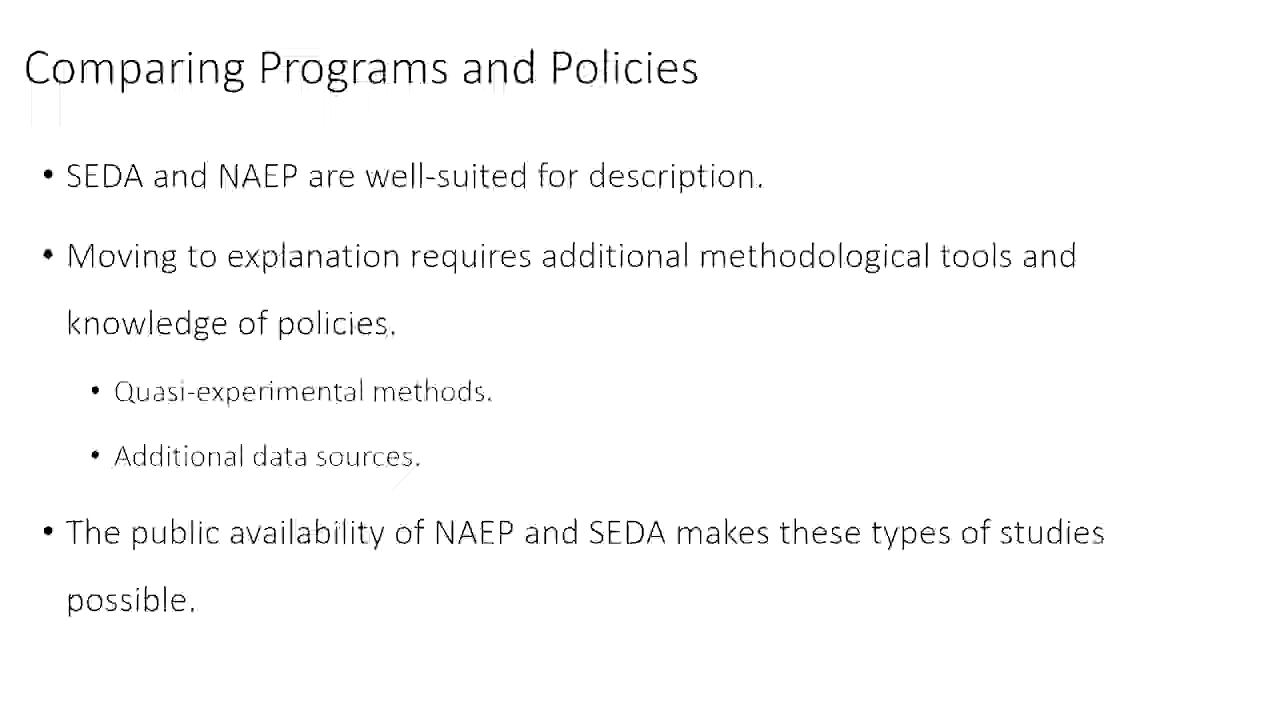 Comparing Programs and Policies
• SEDA and NAEP are well-suited for description.
• Moving to explanation requires additional methodological tools and
knowledge of policies.
• Quasi-experimental methods.
• Additional data sources.
• The public availability of NAEP and SEDA makes these types of studies
possible.